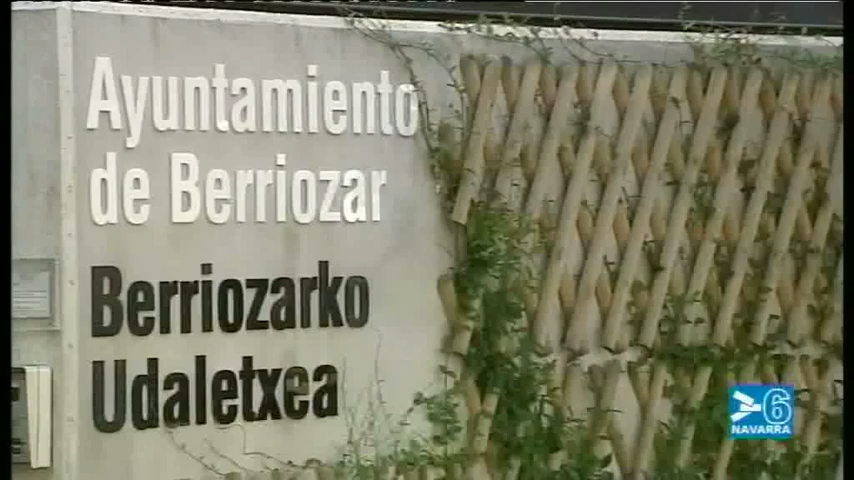 Ayuntamiento
de Berriozar
Berriozarko
Udaletxea
6
NAVARRA